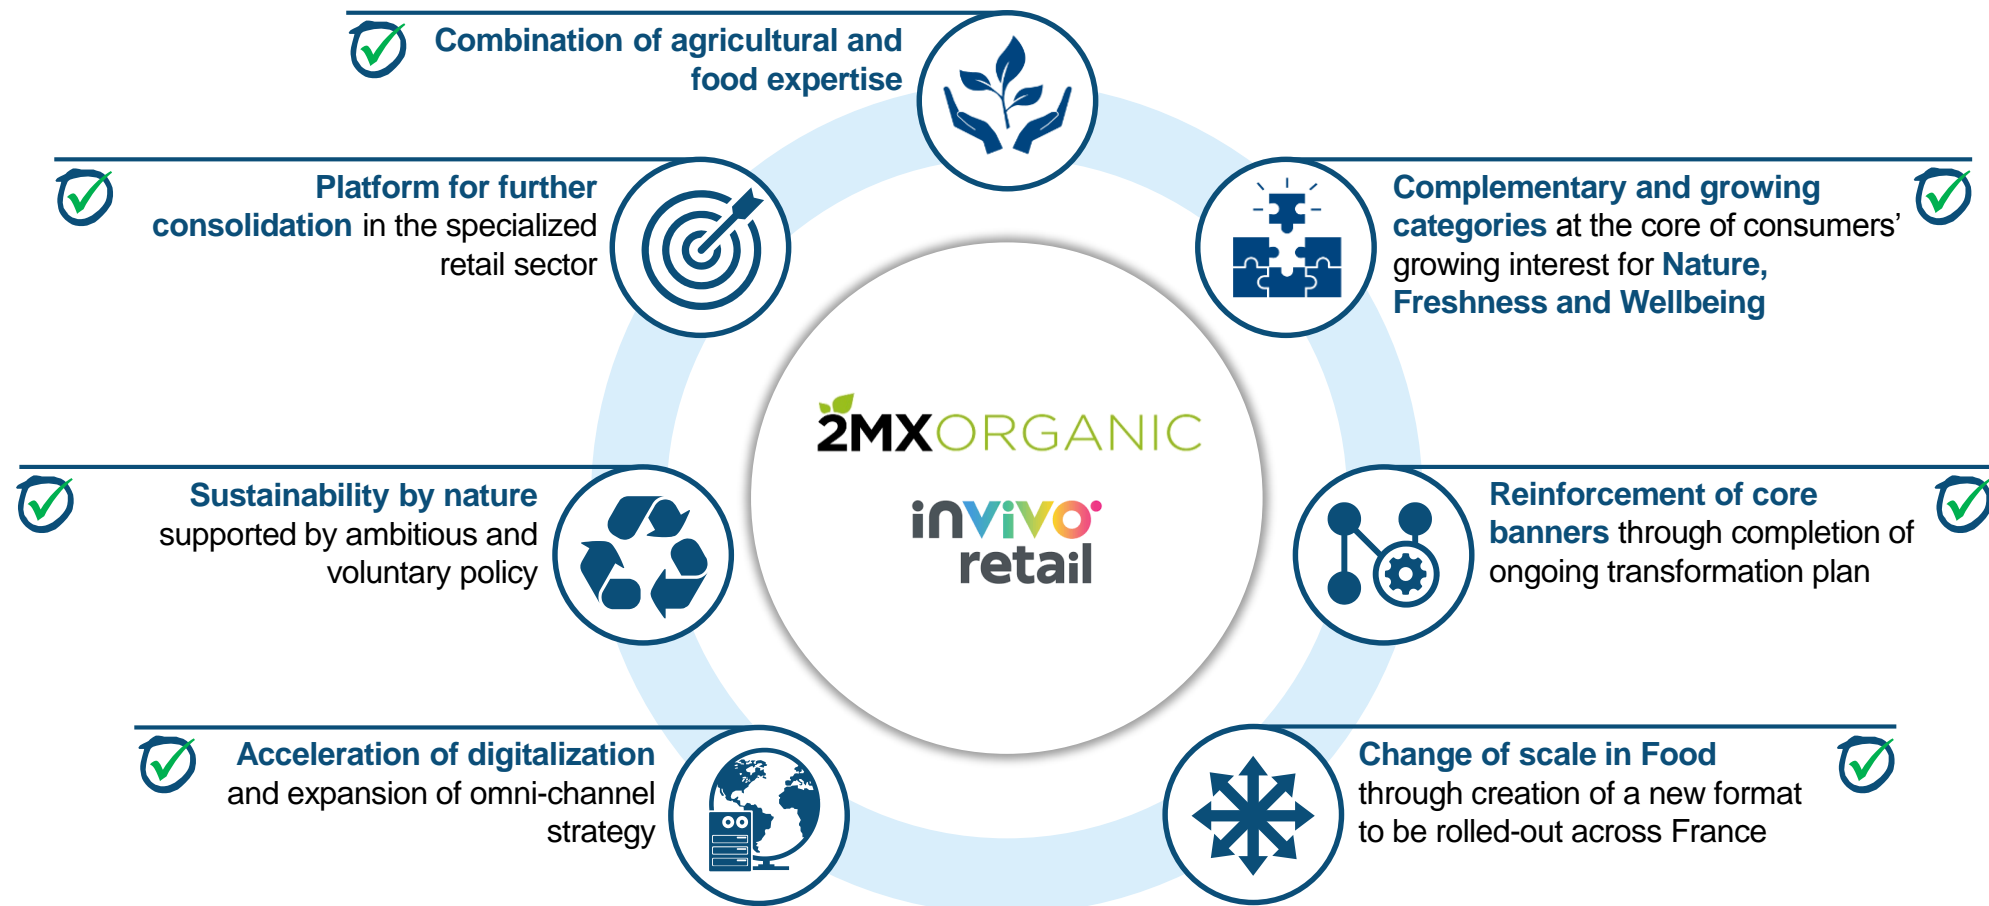 Combination of agricultural and
food expertise
Platform for further
consolidation in the specialized
retail sector
Complementary and growing
categories at the core of consumers’
growing interest for Nature,
Freshness and Wellbeing
2MXORGANIC
invivo
retail
Sustainability by nature
supported by ambitious and
voluntary policy
Reinforcement of core
banners through completion of
ongoing transformation plan
Acceleration of digitalization
and expansion of omni-channel
strategy
Change of scale in Food
through creation of a new format
to be rolled-out across France